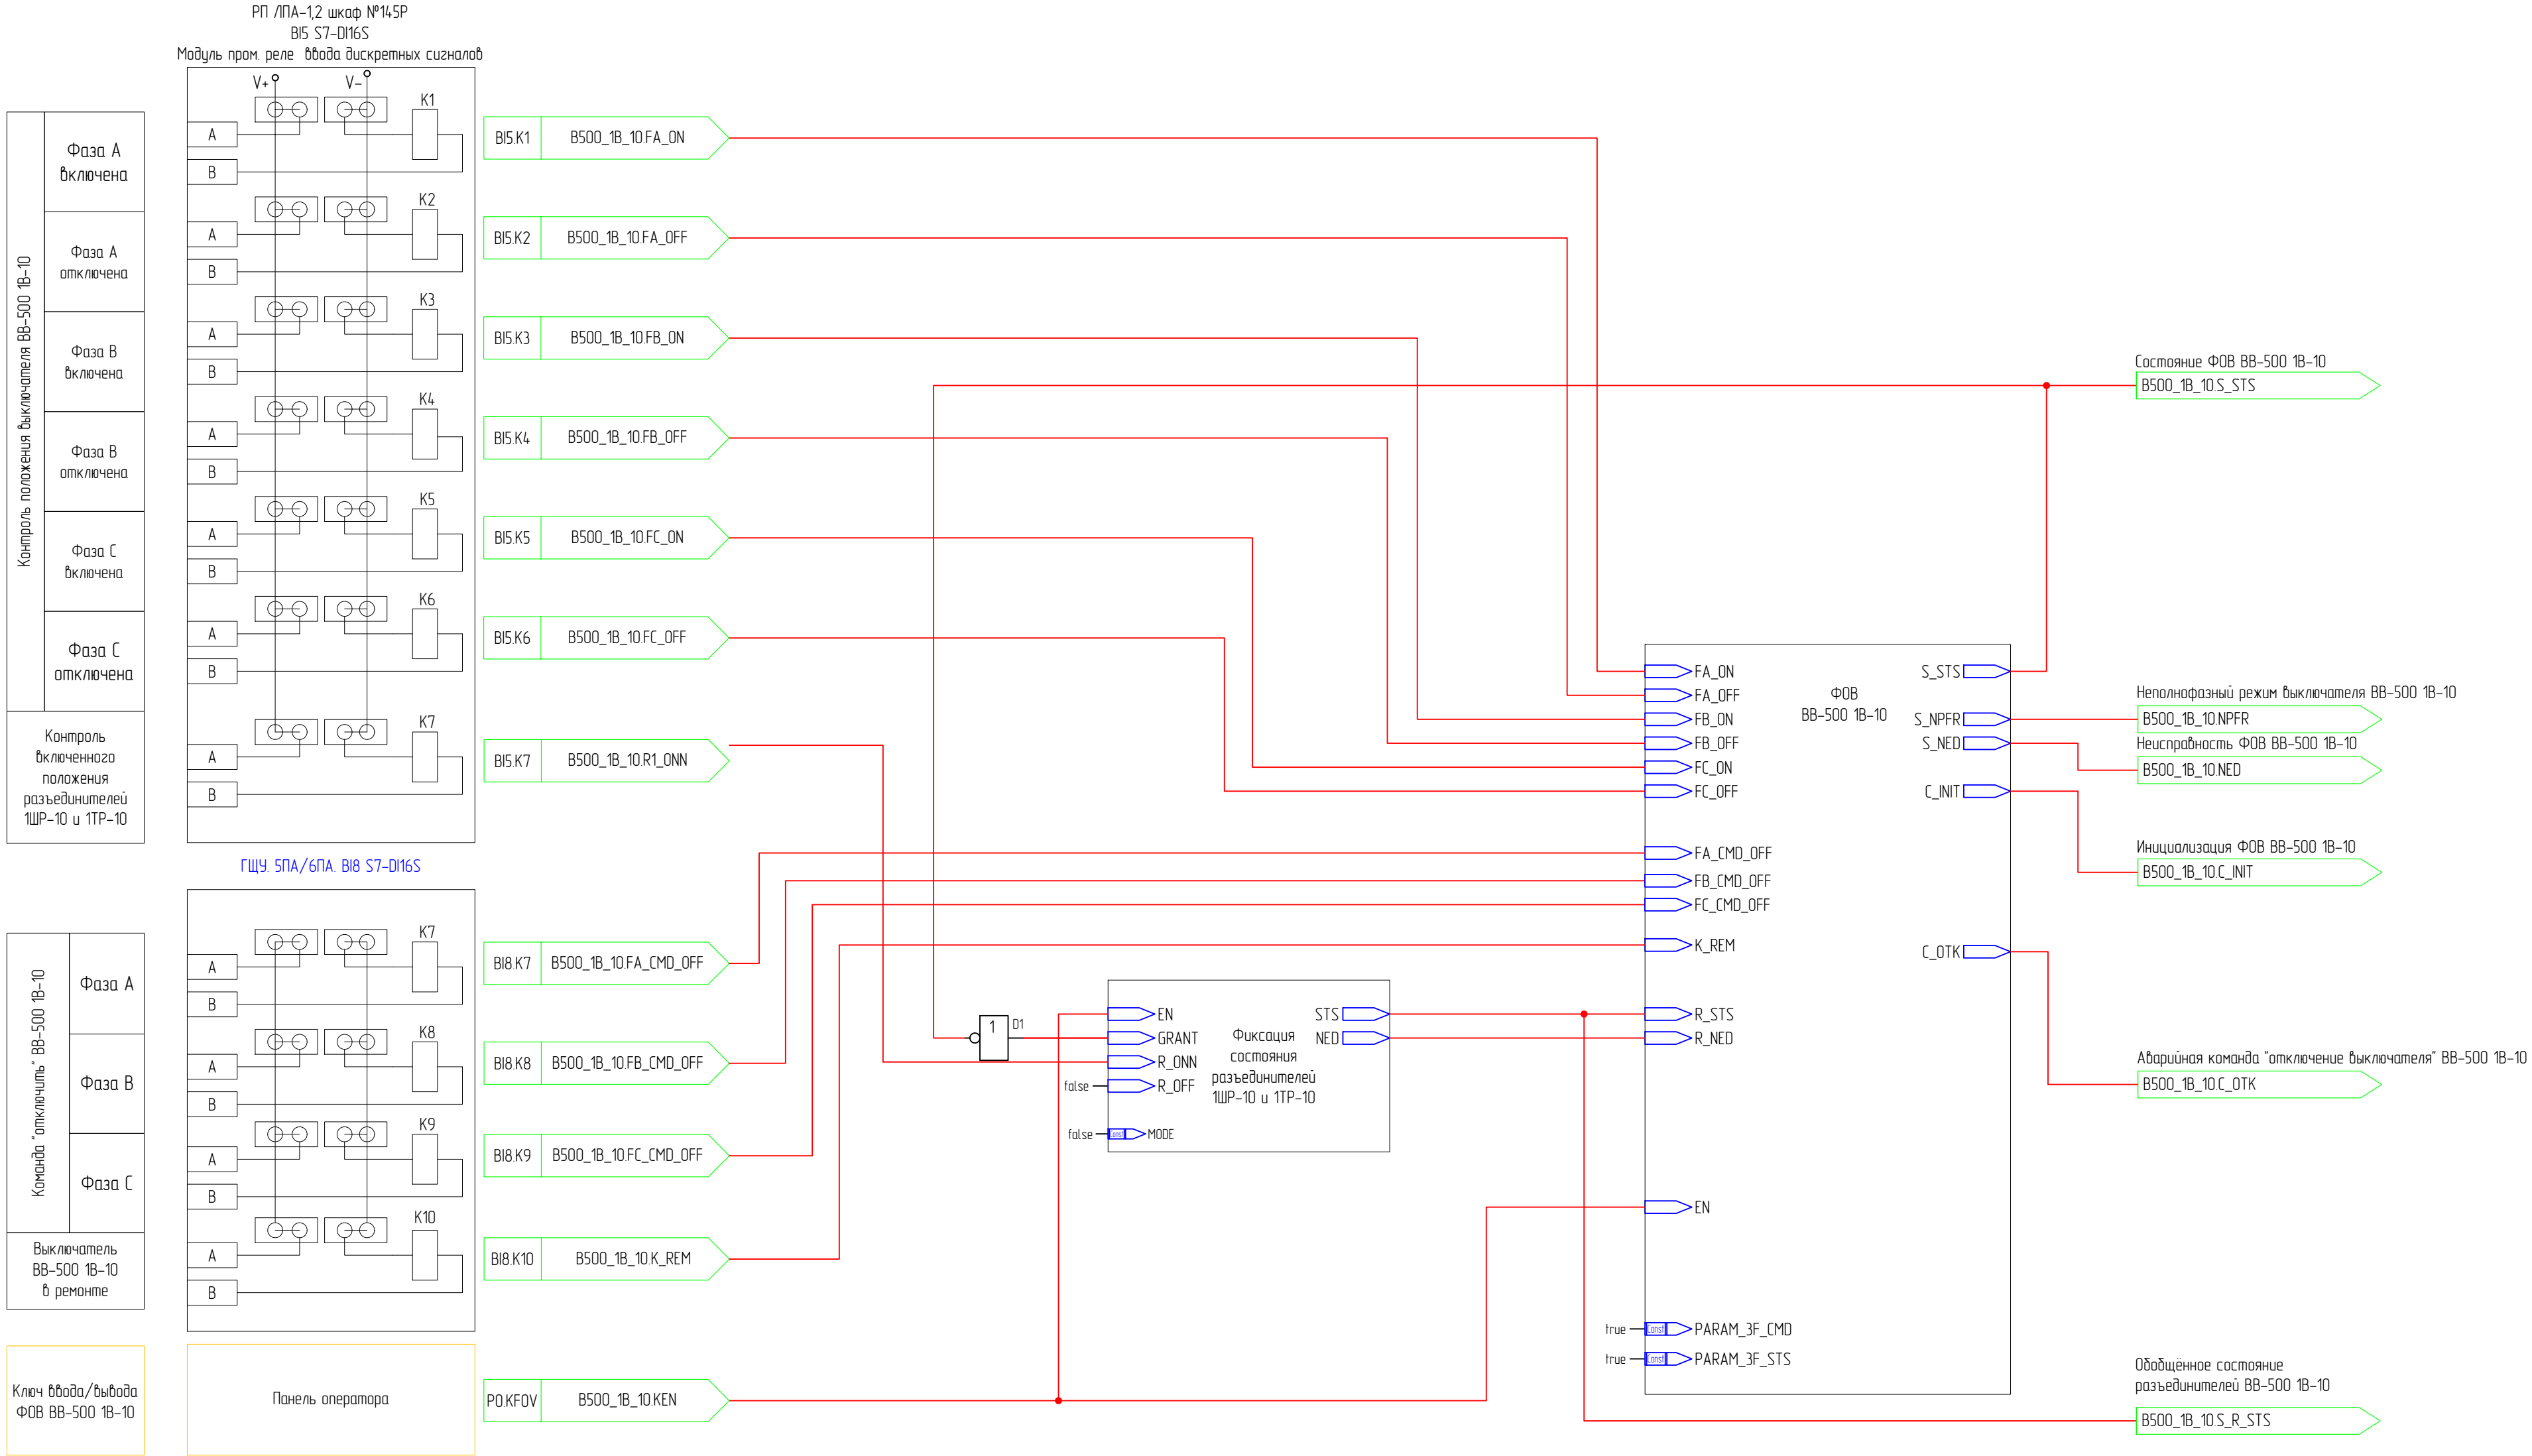 РП ЛПА-1,2 шкаф №145Р
BI5 S7-DI16S
Модуль пром. реле ввода дискретных сигналов
V+
V-
Контроль положения выключателя ВВ-500 1В-10
Фаза А
включена
A
B
K1
BI5.K1
B500_1B_10.FA_ON
Фаза А
отключена
A
B
K2
BI5.K2
B500_1B_10.FA_OFF
Фаза В
включена
A
B
K3
BI5.K3
B500_1B_10.FB_ON
Фаза В
отключена
A
B
K4
BI5.K4
B500_1B_10.FB_OFF
Фаза С
включена
A
B
K5
BI5.K5
B500_1B_10.FC_ON
Фаза С
отключена
A
B
K6
BI5.K6
B500_1B_10.FC_OFF
Контроль
включенного
положения
разъединителей
1ШР-10 и 1ТР-10
A
B
K7
BI5.K7
B500_1B_10.R1_ONN
ГЩУ. 5ПА/6ПА. BI8 S7-DI16S
Команда "отключить" ВВ-500 1В-10
Фаза А
A
B
K7
BI8.K7
B500_1B_10.FA_CMD_OFF
Фаза В
A
B
K8
BI8.K8
B500_1B_10.FB_CMD_OFF
Фаза С
A
B
K9
BI8.K9
B500_1B_10.FC_CMD_OFF
Выключатель
ВВ-500 1В-10
в ремонте
A
B
K10
BI8.K10
B500_1B_10.K_REM
Ключ ввода/вывода
ФОВ ВВ-500 1В-10
Панель оператора
PO.KFOV
B500_1B_10.KEN
1
D1
EN
GRANT
R_ONN
false
R_OFF
false
Const
MODE
Фиксация
состояния
разъединителей
1ШР-10 и 1ТР-10
STS
NED
ФОВ
ВВ-500 1В-10
FA_ON
FA_OFF
FB_ON
FB_OFF
FC_ON
FC_OFF
FA_CMD_OFF
FB_CMD_OFF
FC_CMD_OFF
K_REM
R_STS
R_NED
EN
true
Const
PARAM_3F_CMD
true
Const
PARAM_3F_STS
S_STS
S_NPFR
S_NED
C_INIT
C_OTK
Состояние ФОВ ВВ-500 1В-10
B500_1B_10.S_STS
Неполнофазный режим выключателя ВВ-500 1В-10
B500_1B_10.NPFR
Неисправность ФОВ ВВ-500 1В-10
B500_1B_10.NED
Инициализация ФОВ ВВ-500 1В-10
B500_1B_10.C_INIT
Аварийная команда "отключение выключателя" ВВ-500 1В-10
B500_1B_10.C_OTK
Обобщённое состояние
разъединителей ВВ-500 1В-10
B500_1B_10.S_R_STS